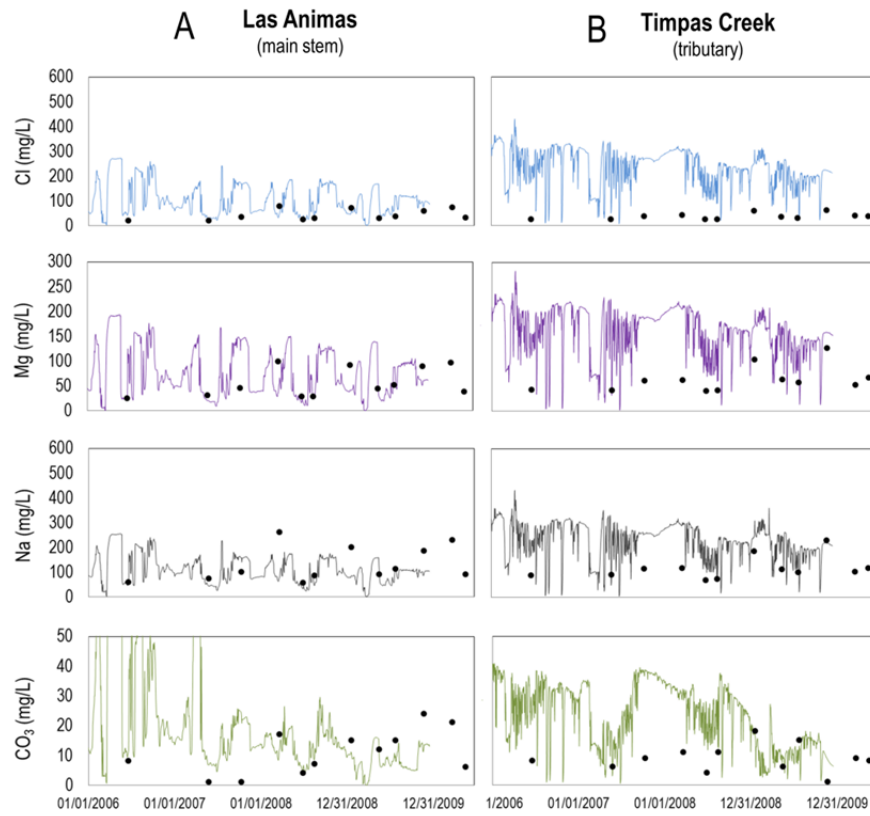 A
Las Animas
(main stem)
B
Timpas Creek
(tributary)
Cl (mg/L)
600
500
400
300
200
100
0
Mg (mg/L)
300
250
200
150
100
50
0
Na (mg/L)
600
500
400
300
200
100
0
CO3 (mg/L)
50
40
30
20
10
0
01/01/2006 01/01/2007 01/01/2008 12/31/2008 12/31/2009
1/2006 01/01/2007 01/01/2008 12/31/2008 12/31/2009